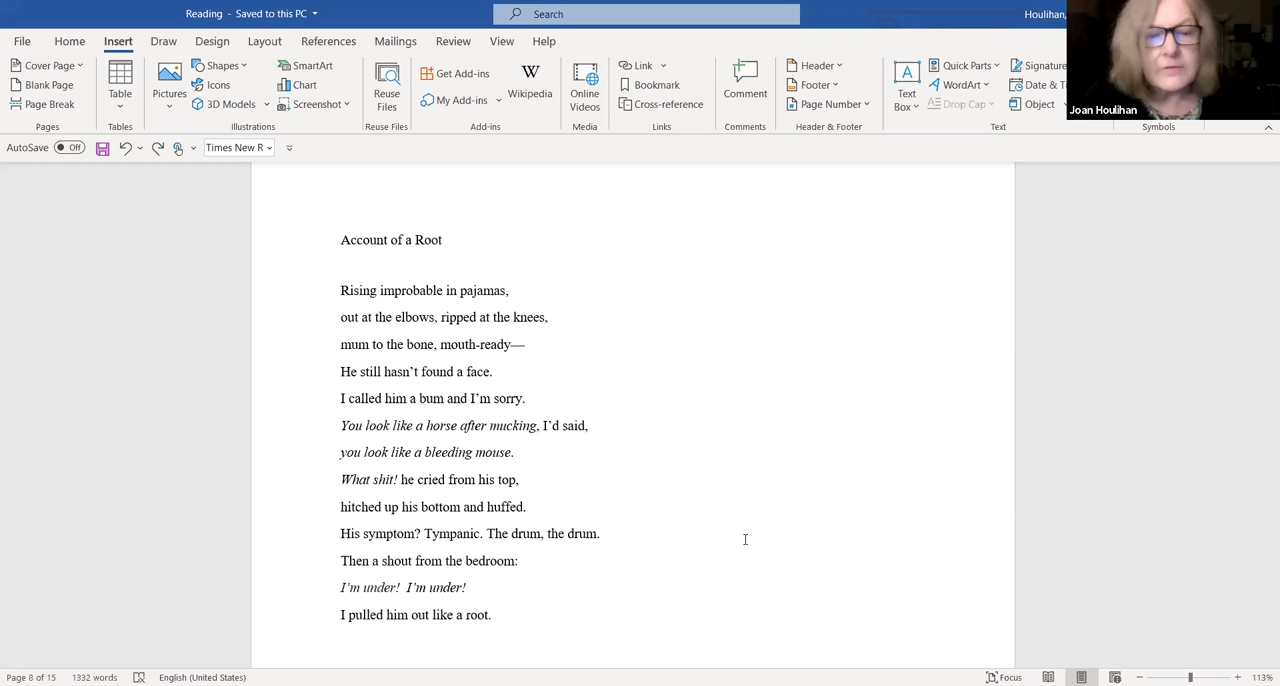 Reading - Saved to this PC
Search
Houlihan,
File Home Insert Draw Design Layout References Mailings Review View Help
Cover Page
Blank Page
Page Break
Pages
Table
Tables
Pictures
Shapes
Icons
3D Models
SmartArt
Chart
Screenshot
Illustrations
Reuse Files
Reuse Files
Get Add-ins
My Add-ins
W
Wikipedia
Add-ins
Online Videos
Media
Link
Bookmark
Cross-reference
Links
Comment
Comments
Header
Footer
Page Number
Header & Footer
A
Text Box
Quick Parts
WordArt
Drop Cap
Signature
Date & Ti
Object
Text
Symbols
Joan Houlihan
AutoSave Off
Times New R
Account of a Root
Rising improbable in pajamas,
out at the elbows, ripped at the knees,
mum to the bone, mouth-ready—
He still hasn't found a face.
I called him a bum and I'm sorry.
You look like a horse after mucking, I'd said,
you look like a bleeding mouse.
What shit! he cried from his top,
hitched up his bottom and huffed.
His symptom? Tympanic. The drum, the drum.
Then a shout from the bedroom:
I'm under! I'm under!
I pulled him out like a root.
Page 8 of 15 1332 words English (United States) Focus 113%